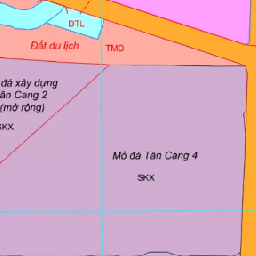 DTL
Đất du lịch
TMD
đá xây dựng
ân Cang 2
(mở rộng)
SKX
Mỏ đá Tân Cang 4
SKX